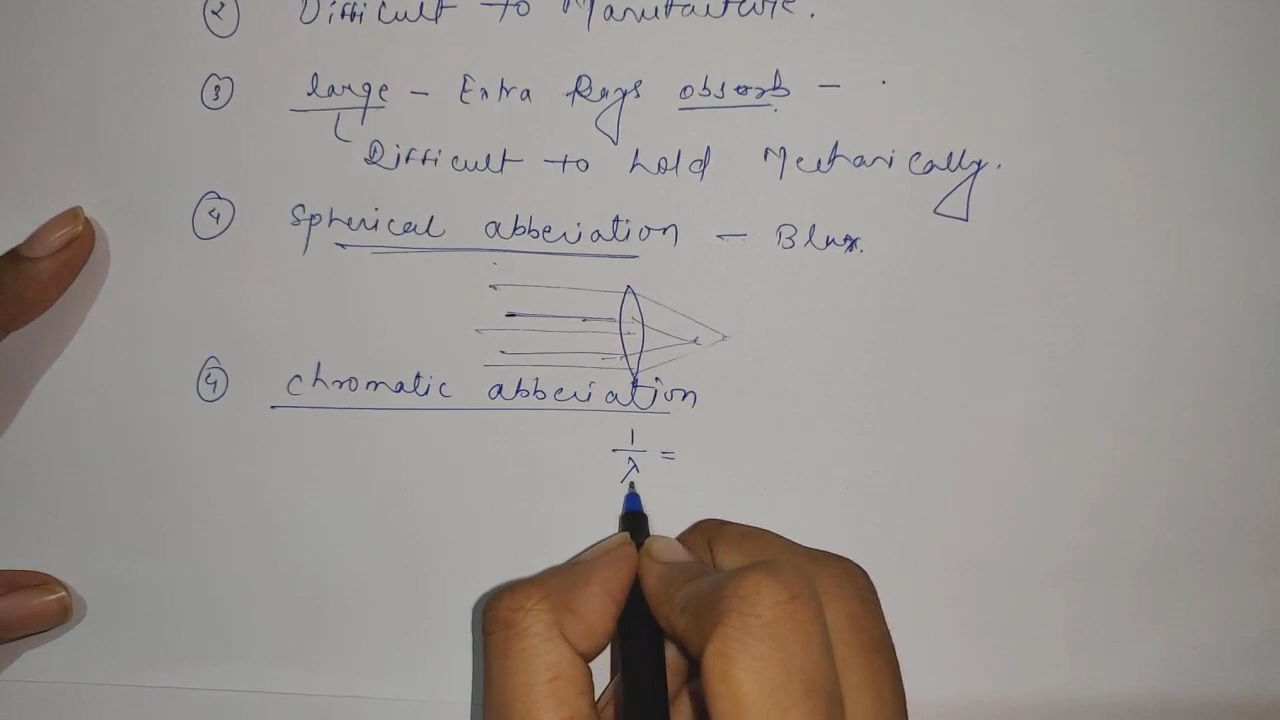 ② Difficult to Manufacture.
③ large - Extra Rays absorb -
Difficult to hold Mechanically.
④ Spherical abberiation - Blur.
④ chromatic abberiation
1/λ =